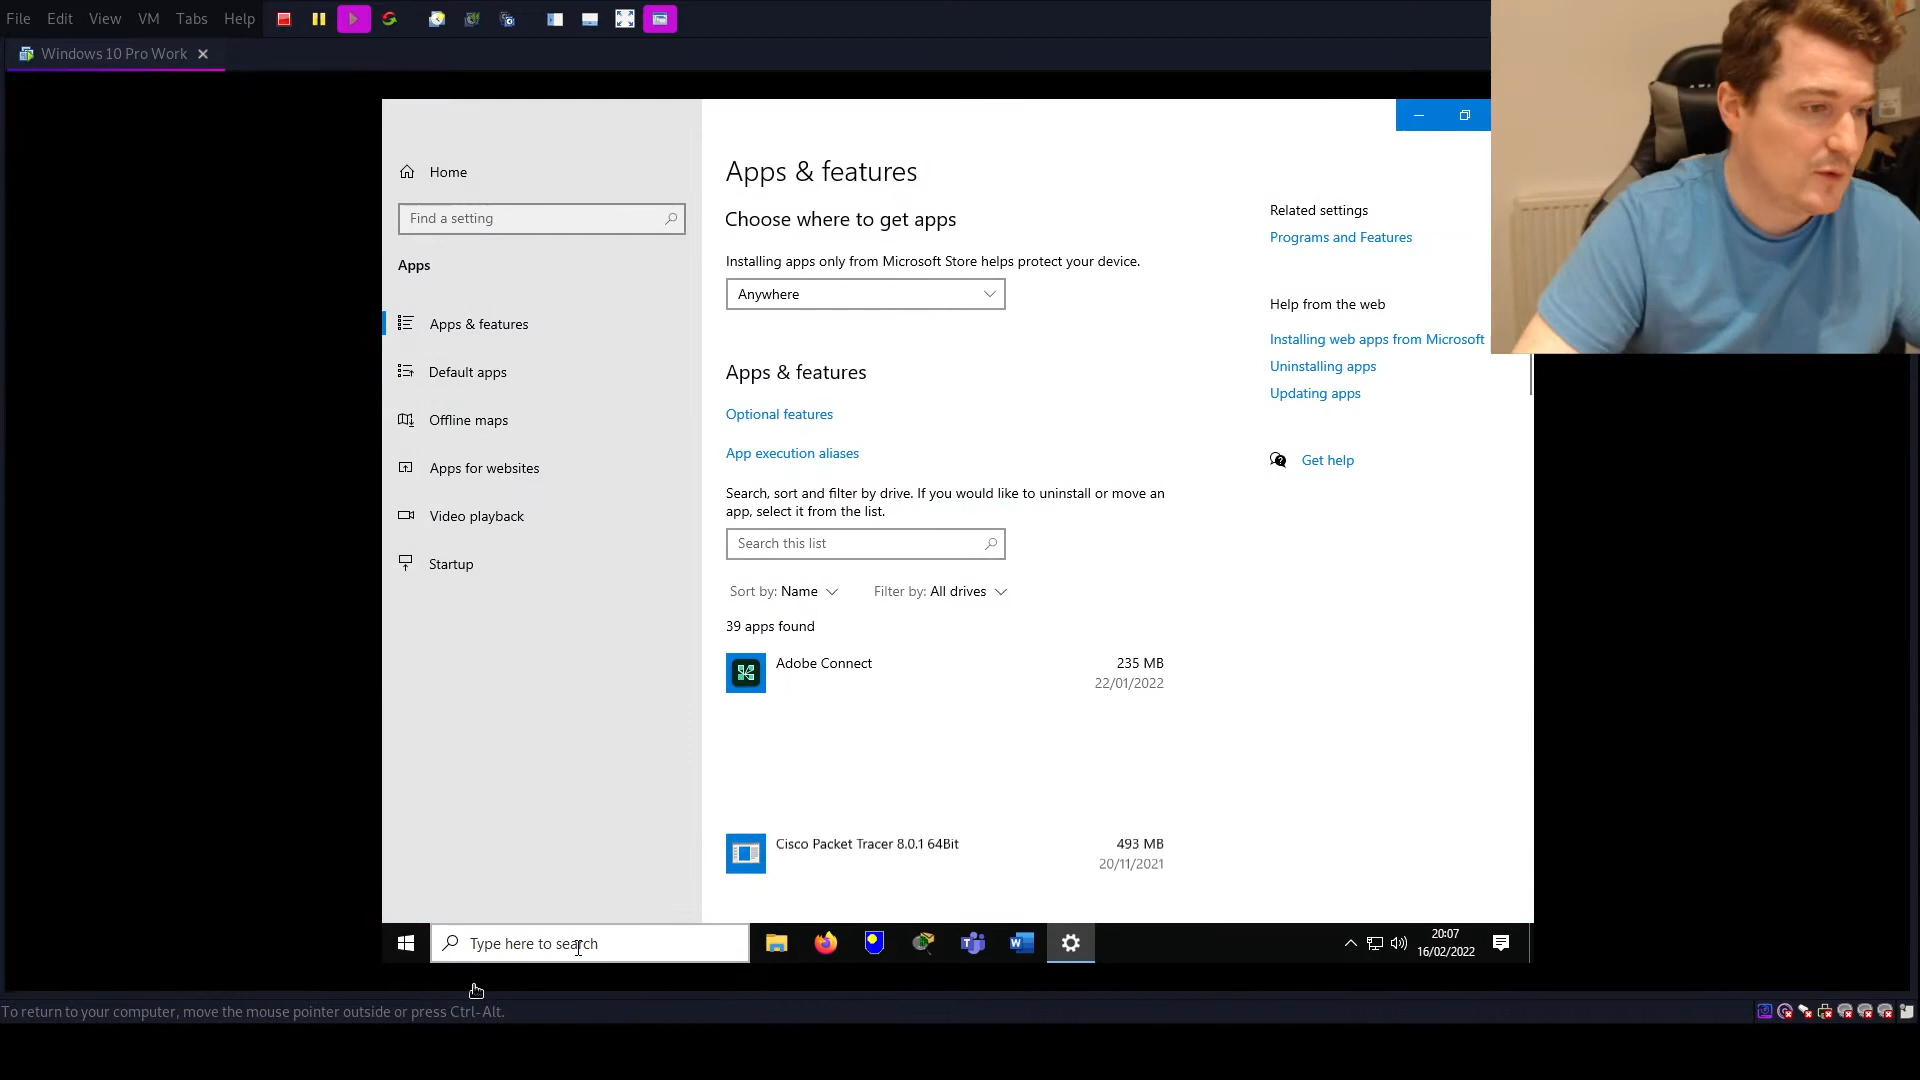 File Edit View VM Tabs Help
Windows 10 Pro Work
Home
Find a setting
Apps
Apps & features
Default apps
Offline maps
Apps for websites
Video playback
Startup
Apps & features
Choose where to get apps
Installing apps only from Microsoft Store helps protect your device.
Anywhere
Apps & features
Optional features
App execution aliases
Search, sort and filter by drive. If you would like to uninstall or move an
app, select it from the list.
Search this list
Sort by: Name Filter by: All drives
39 apps found
Adobe Connect 235 MB
22/01/2022
Cisco Packet Tracer 8.0.1 64Bit 493 MB
20/11/2021
Related settings
Programs and Features
Help from the web
Installing web apps from Microsoft
Uninstalling apps
Updating apps
Get help
Type here to search
20:07
16/02/2022
To return to your computer, move the mouse pointer outside or press Ctrl-Alt.